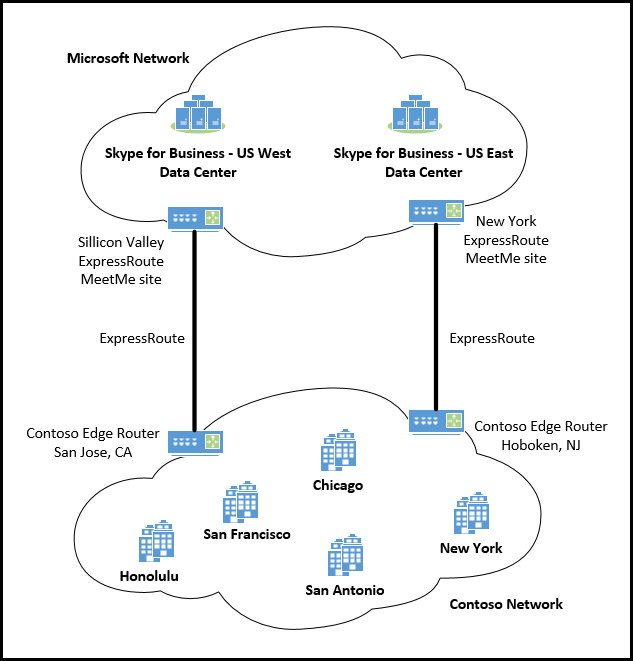 Microsoft Network
Skype for Business - US West
Data Center
Skype for Business - US East
Data Center
Sillicon Valley
ExpressRoute
MeetMe site
New York
ExpressRoute
MeetMe site
ExpressRoute
ExpressRoute
Contoso Edge Router
San Jose, CA
Contoso Edge Router
Hoboken, NJ
Chicago
San Francisco
New York
Honolulu
San Antonio
Contoso Network